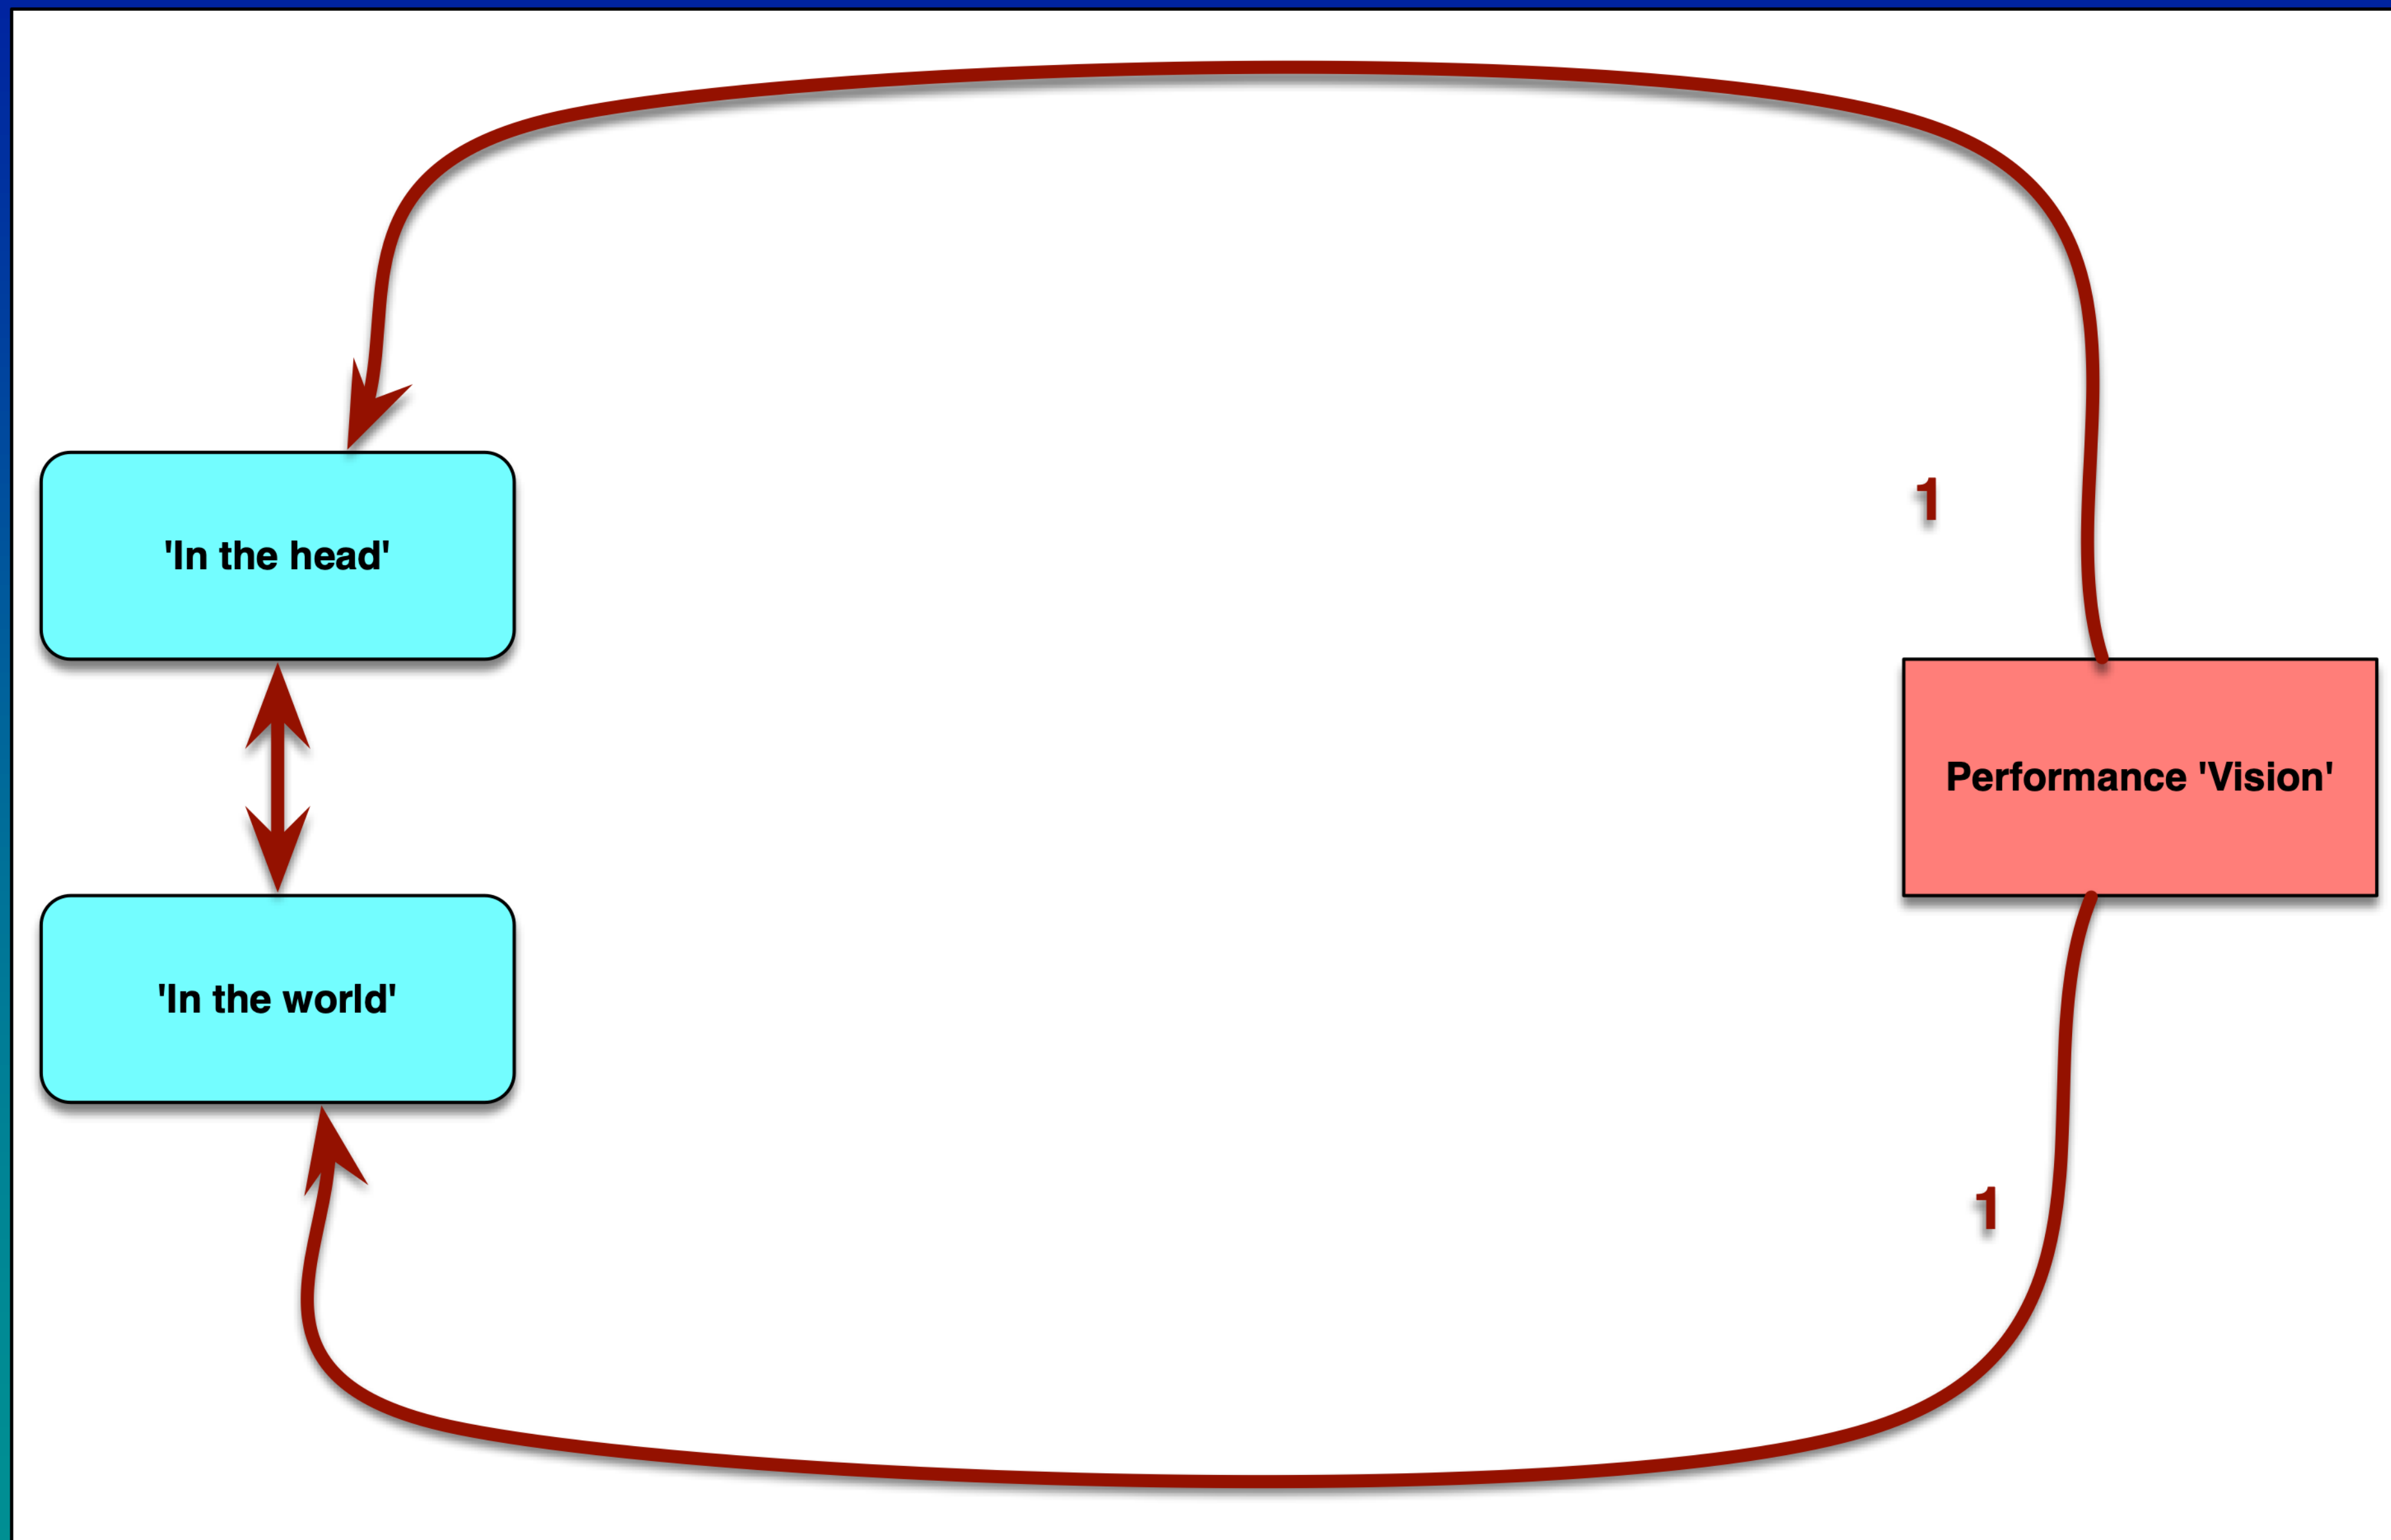 1
'In the head'
Performance 'Vision'
'In the world'
1